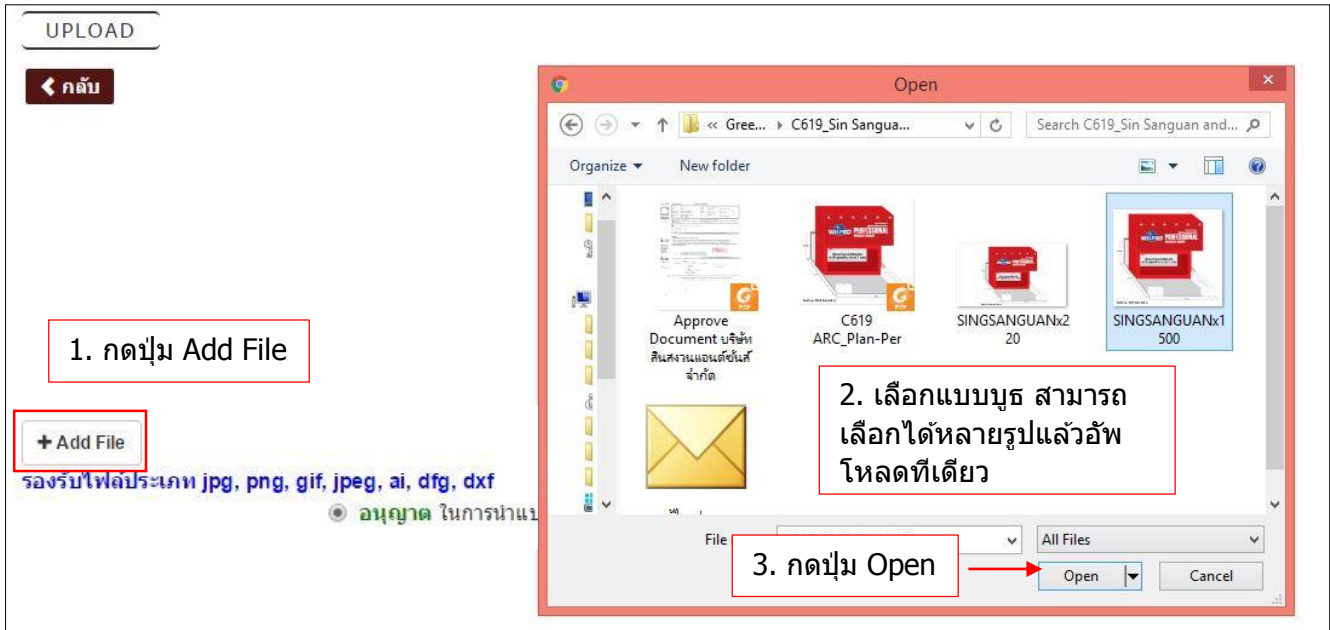 UPLOAD
กลับ
Open
« Gree... C619_Sin Sangua...
Search C619_Sin Sanguan and...
Organize
New folder
Approve
Document บริษัท
สินสงวนแอนด์ซันส์
จำกัด
C619
ARC_Plan-Per
SINGSANGUANx2
20
SINGSANGUANx1
500
1. กดปุ่ม Add File
2. เลือกแบบบูธ สามารถ
เลือกได้หลายรูปแล้วอัพ
โหลดทีเดียว
+ Add File
รองรับไฟล์ประเภท jpg, png, gif, jpeg, ai, dfg, dxf
อนุญาต ในการนำแบ
File
All Files
3. กดปุ่ม Open
Open
Cancel